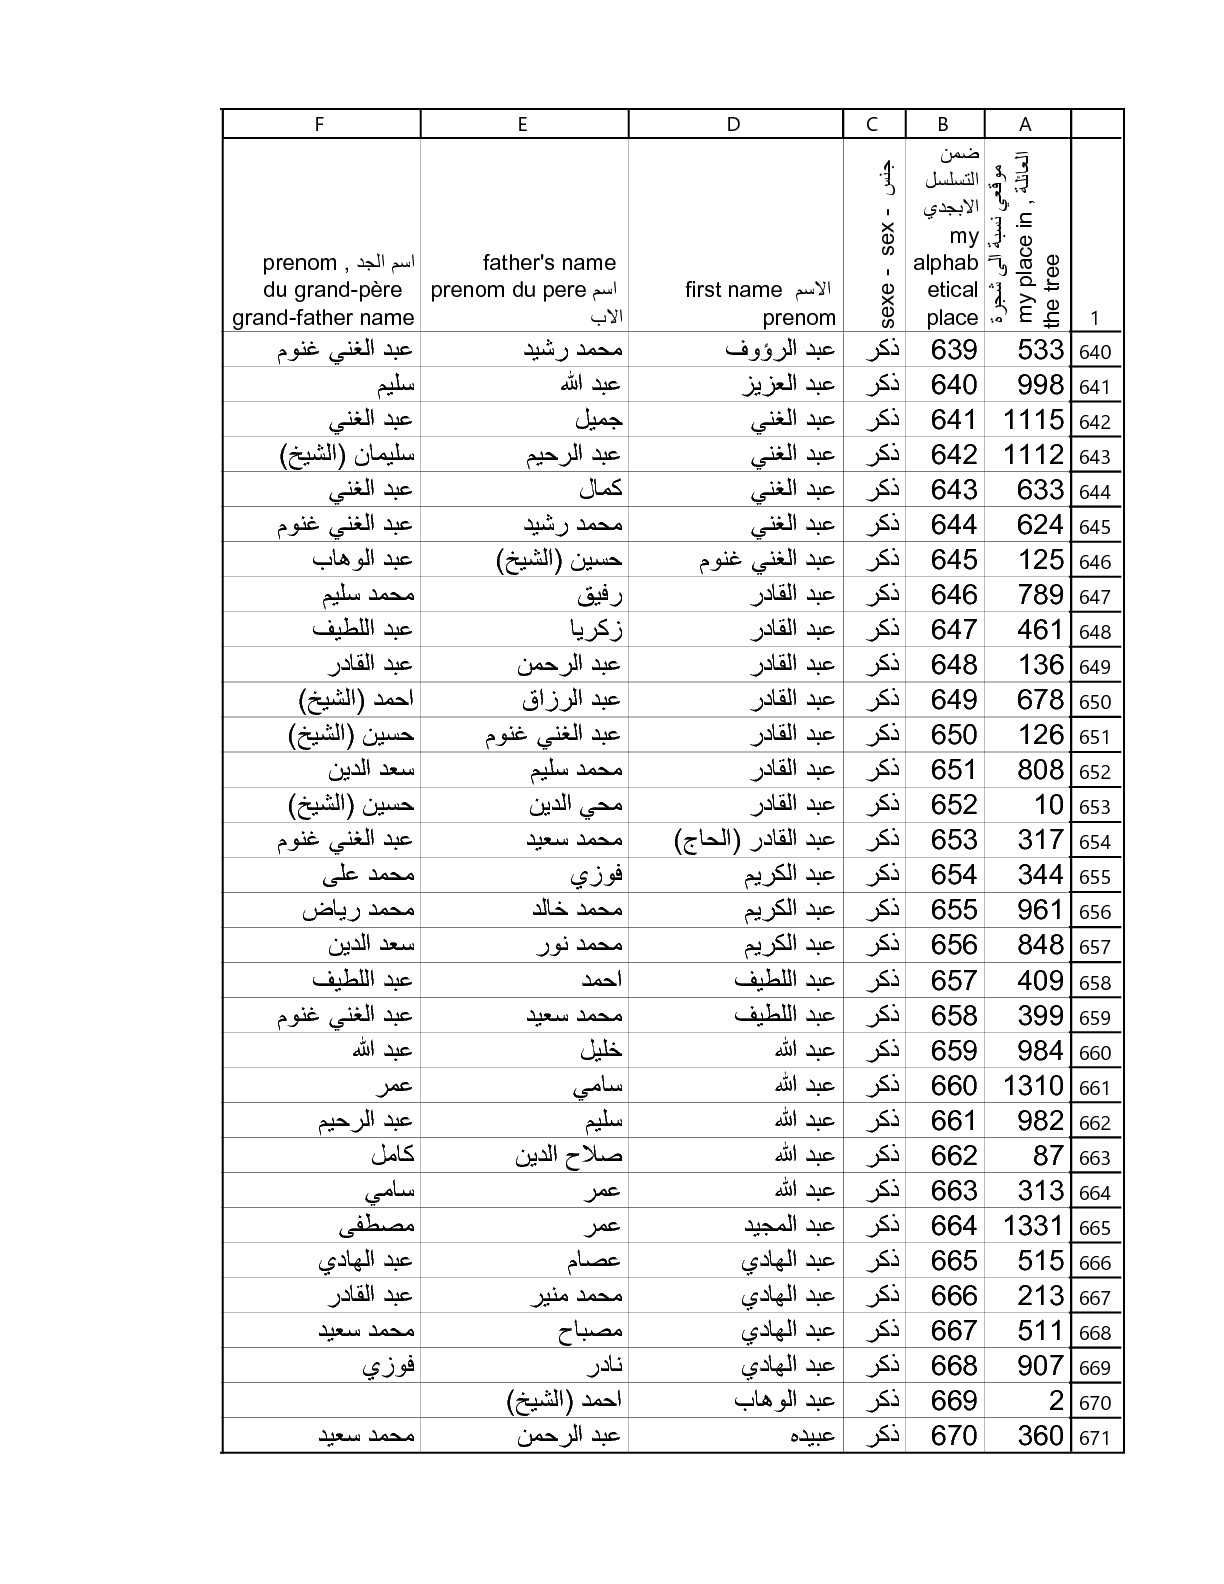 A B C D E F
1
موقعي نسبة الى شجرة العائلة , my place in the tree
ضمن التسلسل الابجدي my alphabetical place
sexe - sex - جنس
first name الاسم prenom
father's name prenom du pere اسم الاب
prenom , اسم الجد du grand-père grand-father name
640 533 639 ذكر عبد الرؤوف محمد رشيد عبد الغني غنوم
641 998 640 ذكر عبد العزيز عبد الله سليم
642 1115 641 ذكر عبد الغني جميل عبد الغني
643 1112 642 ذكر عبد الغني عبد الرحيم سليمان (الشيخ)
644 633 643 ذكر عبد الغني كمال عبد الغني
645 624 644 ذكر عبد الغني محمد رشيد عبد الغني غنوم
646 125 645 ذكر عبد الغني غنوم حسين (الشيخ) عبد الوهاب
647 789 646 ذكر عبد القادر رفيق محمد سليم
648 461 647 ذكر عبد القادر زكريا عبد اللطيف
649 136 648 ذكر عبد القادر عبد الرحمن عبد القادر
650 678 649 ذكر عبد القادر عبد الرزاق احمد (الشيخ)
651 126 650 ذكر عبد القادر عبد الغني غنوم حسين (الشيخ)
652 808 651 ذكر عبد القادر محمد سليم سعد الدين
653 10 652 ذكر عبد القادر محي الدين حسين (الشيخ)
654 317 653 ذكر عبد القادر (الحاج) محمد سعيد عبد الغني غنوم
655 344 654 ذكر عبد الكريم فوزي محمد على
656 961 655 ذكر عبد الكريم محمد خالد محمد رياض
657 848 656 ذكر عبد الكريم محمد نور سعد الدين
658 409 657 ذكر عبد اللطيف احمد عبد اللطيف
659 399 658 ذكر عبد اللطيف محمد سعيد عبد الغني غنوم
660 984 659 ذكر عبد الله خليل عبد الله
661 1310 660 ذكر عبد الله سامي عمر
662 982 661 ذكر عبد الله سليم عبد الرحيم
663 87 662 ذكر عبد الله صلاح الدين كامل
664 313 663 ذكر عبد الله عمر سامي
665 1331 664 ذكر عبد المجيد عمر مصطفى
666 515 665 ذكر عبد الهادي عصام عبد الهادي
667 213 666 ذكر عبد الهادي محمد منير عبد القادر
668 511 667 ذكر عبد الهادي مصباح محمد سعيد
669 907 668 ذكر عبد الهادي نادر فوزي
670 2 669 ذكر عبد الوهاب احمد (الشيخ)
671 360 670 ذكر عبيده عبد الرحمن محمد سعيد